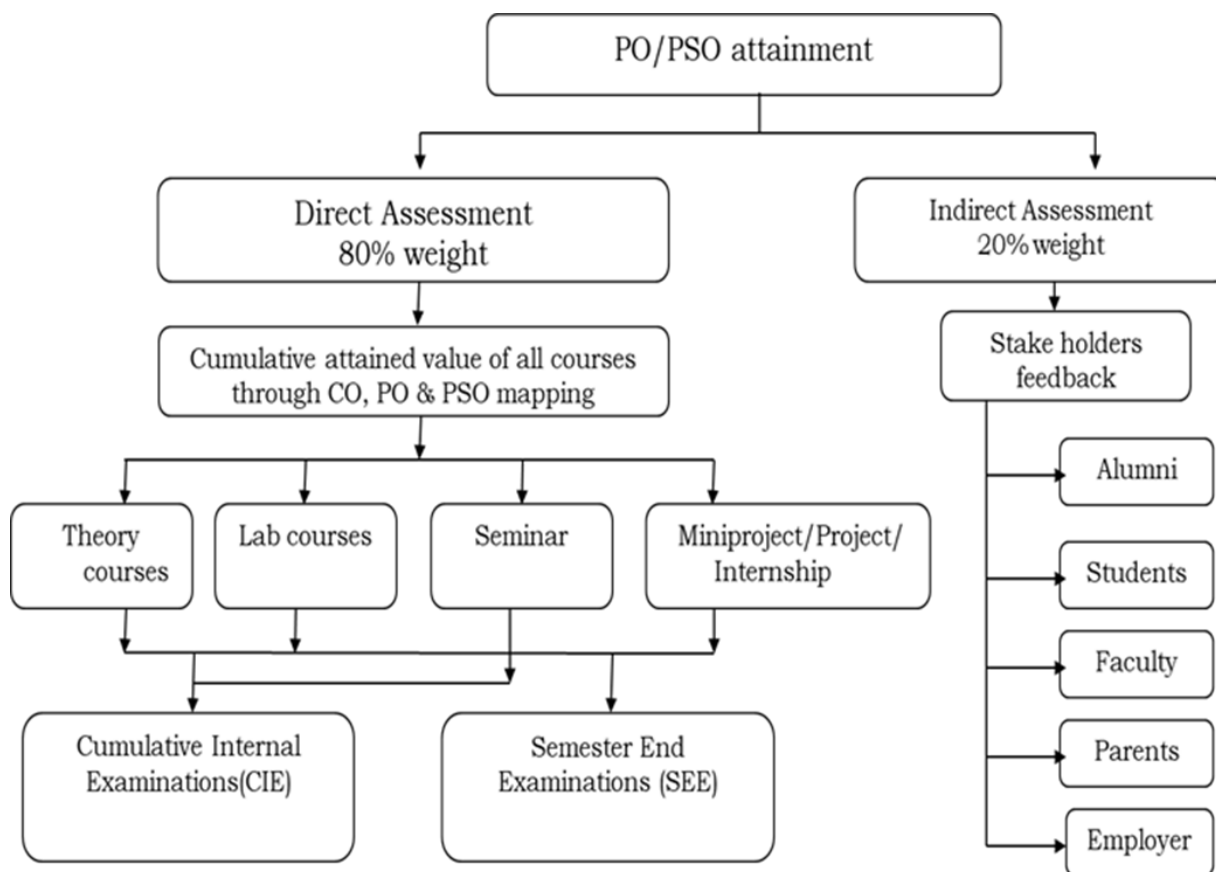 PO/PSO attainment
Direct Assessment
80% weight
Indirect Assessment
20% weight
Cumulative attained value of all courses
through CO, PO & PSO mapping
Stake holders
feedback
Theory
courses
Lab courses
Seminar
Miniproject/Project/
Internship
Cumulative Internal
Examinations(CIE)
Semester End
Examinations (SEE)
Alumni
Students
Faculty
Parents
Employer